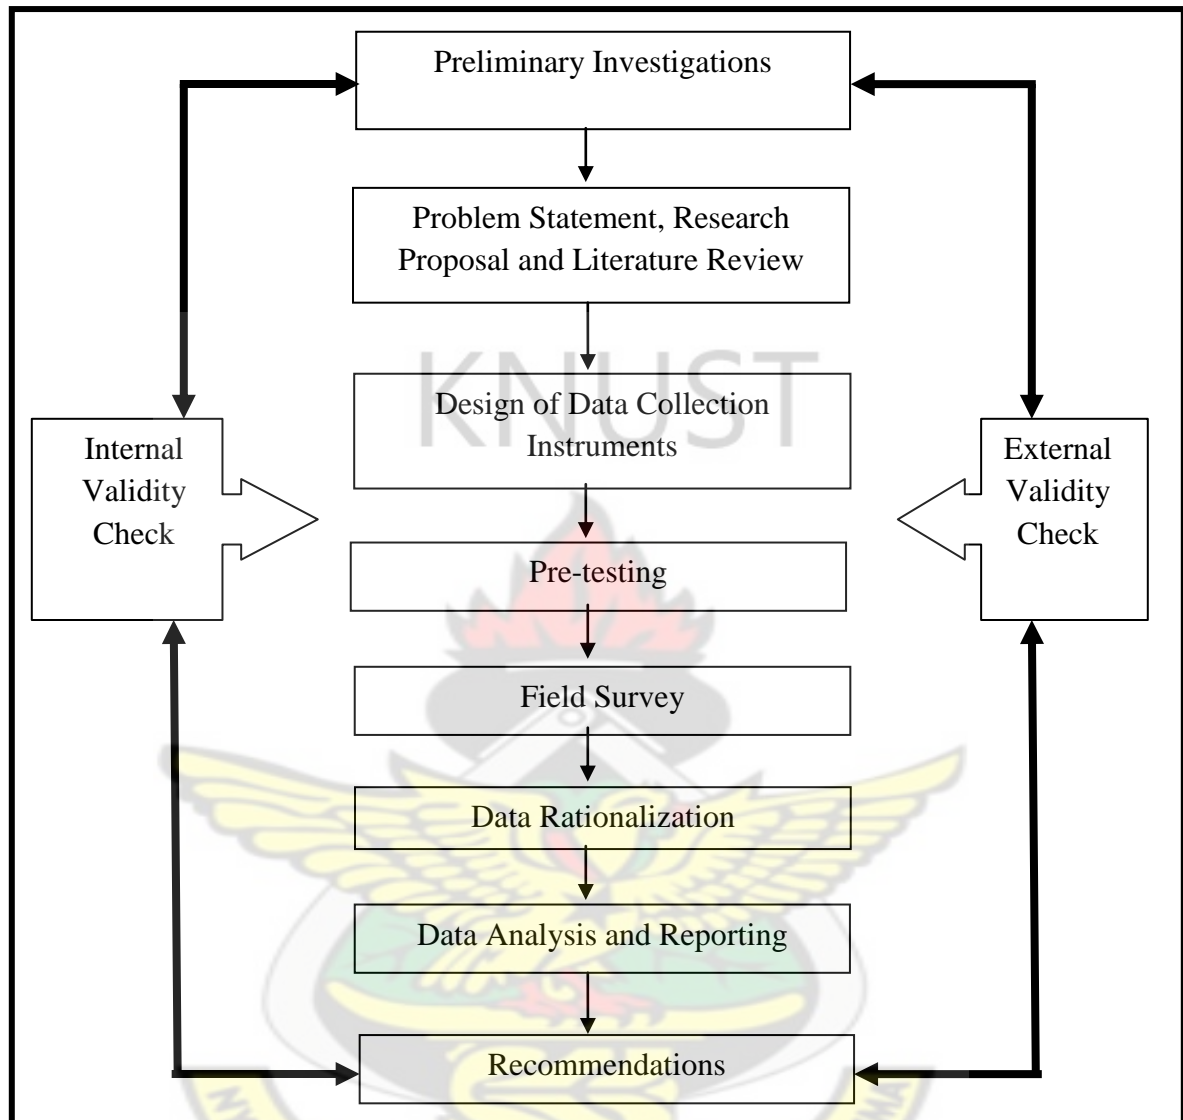 Preliminary Investigations
Problem Statement, Research
Proposal and Literature Review
KNUST
Design of Data Collection
Instruments
Internal
Validity
Check
External
Validity
Check
Pre-testing
Field Survey
Data Rationalization
Data Analysis and Reporting
Recommendations